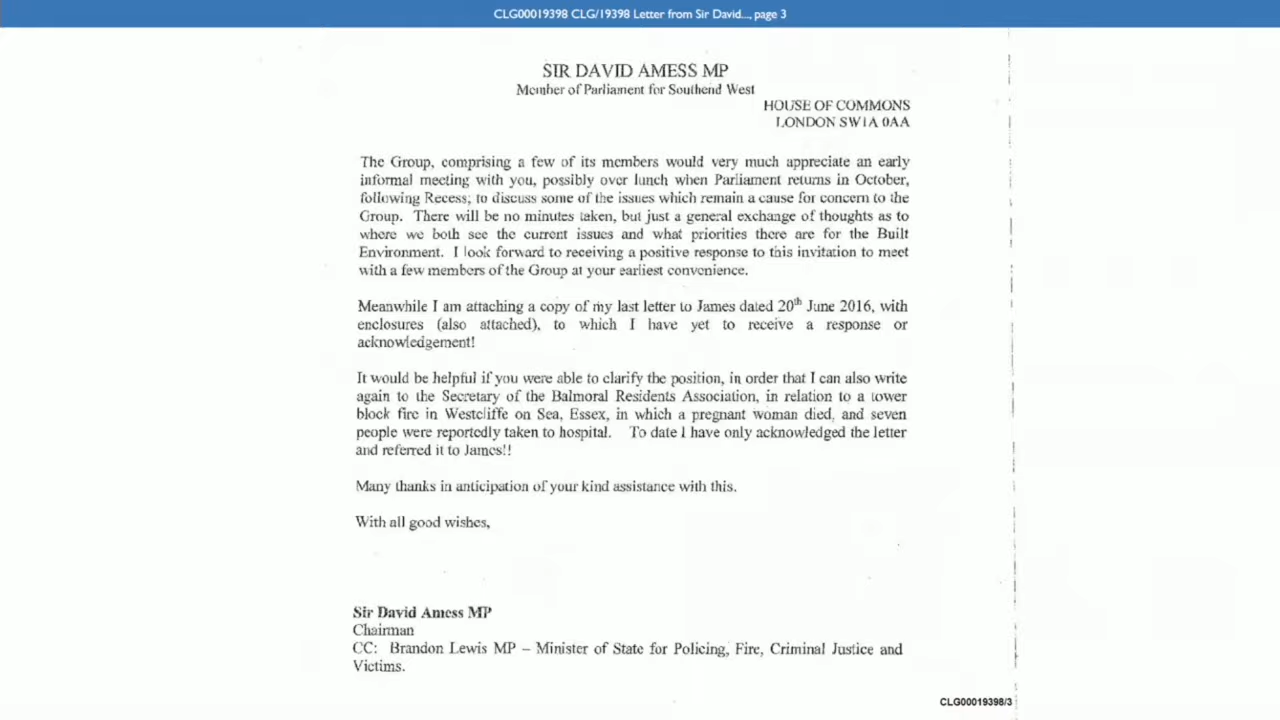 CLG00019398 CLG/19398 Letter from Sir David..., page 3
SIR DAVID AMESS MP
Member of Parliament for Southend West
HOUSE OF COMMONS
LONDON SW1A 0AA
The Group, comprising a few of its members would very much appreciate an early
informal meeting with you, possibly over lunch when Parliament returns in October,
following Recess; to discuss some of the issues which remain a cause for concern to the
Group. There will be no minutes taken, but just a general exchange of thoughts as to
where we both see the current issues and what priorities there are for the Built
Environment. I look forward to receiving a positive response to this invitation to meet
with a few members of the Group at your earliest convenience.
Meanwhile I am attaching a copy of my last letter to James dated 20th June 2016, with
enclosures (also attached), to which I have yet to receive a response or
acknowledgement!
It would be helpful if you were able to clarify the position, in order that I can also write
again to the Secretary of the Balmoral Residents Association, in relation to a tower
block fire in Westcliffe on Sea, Essex, in which a pregnant woman died, and seven
people were reportedly taken to hospital. To date I have only acknowledged the letter
and referred it to James!!
Many thanks in anticipation of your kind assistance with this.
With all good wishes,
Sir David Amess MP
Chairman
CC: Brandon Lewis MP – Minister of State for Policing, Fire, Criminal Justice and
Victims.
CLG00019398/3